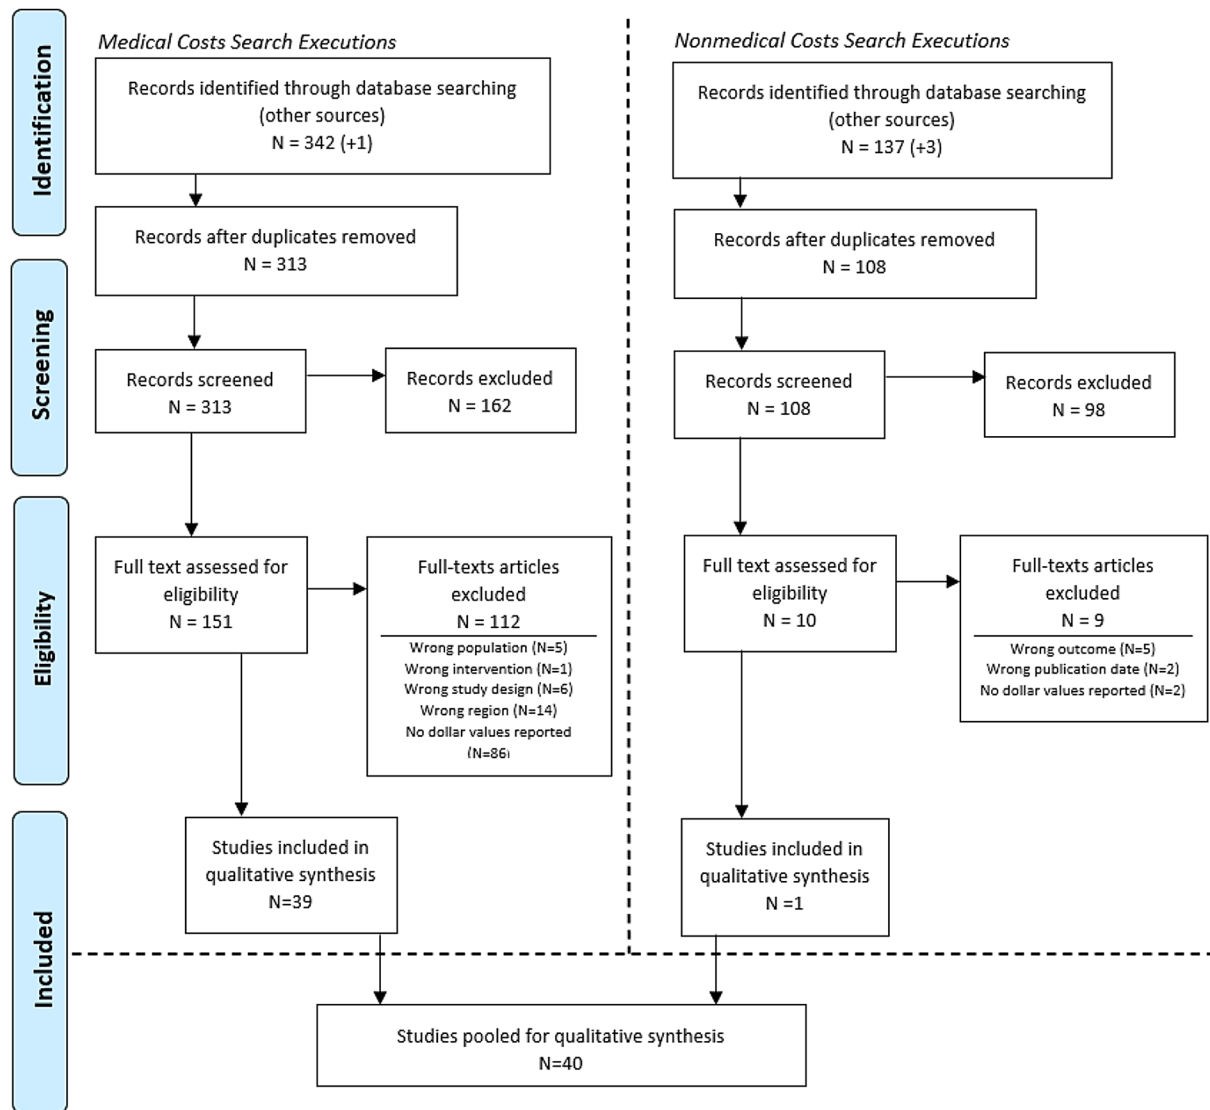 Identification
Medical Costs Search Executions
Records identified through database searching
(other sources)
N = 342 (+1)
Records after duplicates removed
N = 313
Nonmedical Costs Search Executions
Records identified through database searching
(other sources)
N = 137 (+3)
Records after duplicates removed
N = 108
Screening
Records screened
N = 313
Records excluded
N = 162
Records screened
N = 108
Records excluded
N = 98
Eligibility
Full text assessed for
eligibility
N = 151
Full-texts articles
excluded
N = 112
Wrong population (N=5)
Wrong intervention (N=1)
Wrong study design (N=6)
Wrong region (N=14)
No dollar values reported
(N=86)
Full text assessed for
eligibility
N = 10
Full-texts articles
excluded
N = 9
Wrong outcome (N=5)
Wrong publication date (N=2)
No dollar values reported (N=2)
Included
Studies included in
qualitative synthesis
N=39
Studies included in
qualitative synthesis
N =1
Studies pooled for qualitative synthesis
N=40